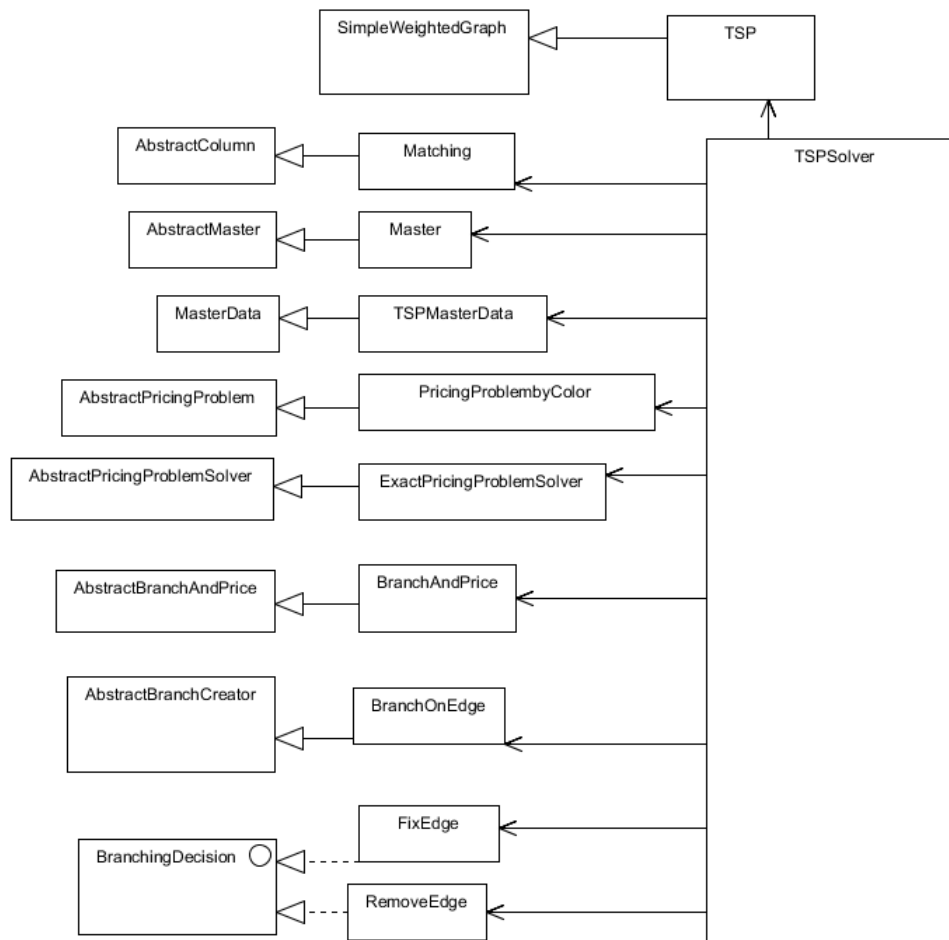 SimpleWeightedGraph
TSP
TSPSolver
AbstractColumn
Matching
AbstractMaster
Master
MasterData
TSPMasterData
AbstractPricingProblem
PricingProblembyColor
AbstractPricingProblemSolver
ExactPricingProblemSolver
AbstractBranchAndPrice
BranchAndPrice
AbstractBranchCreator
BranchOnEdge
FixEdge
BranchingDecision
RemoveEdge